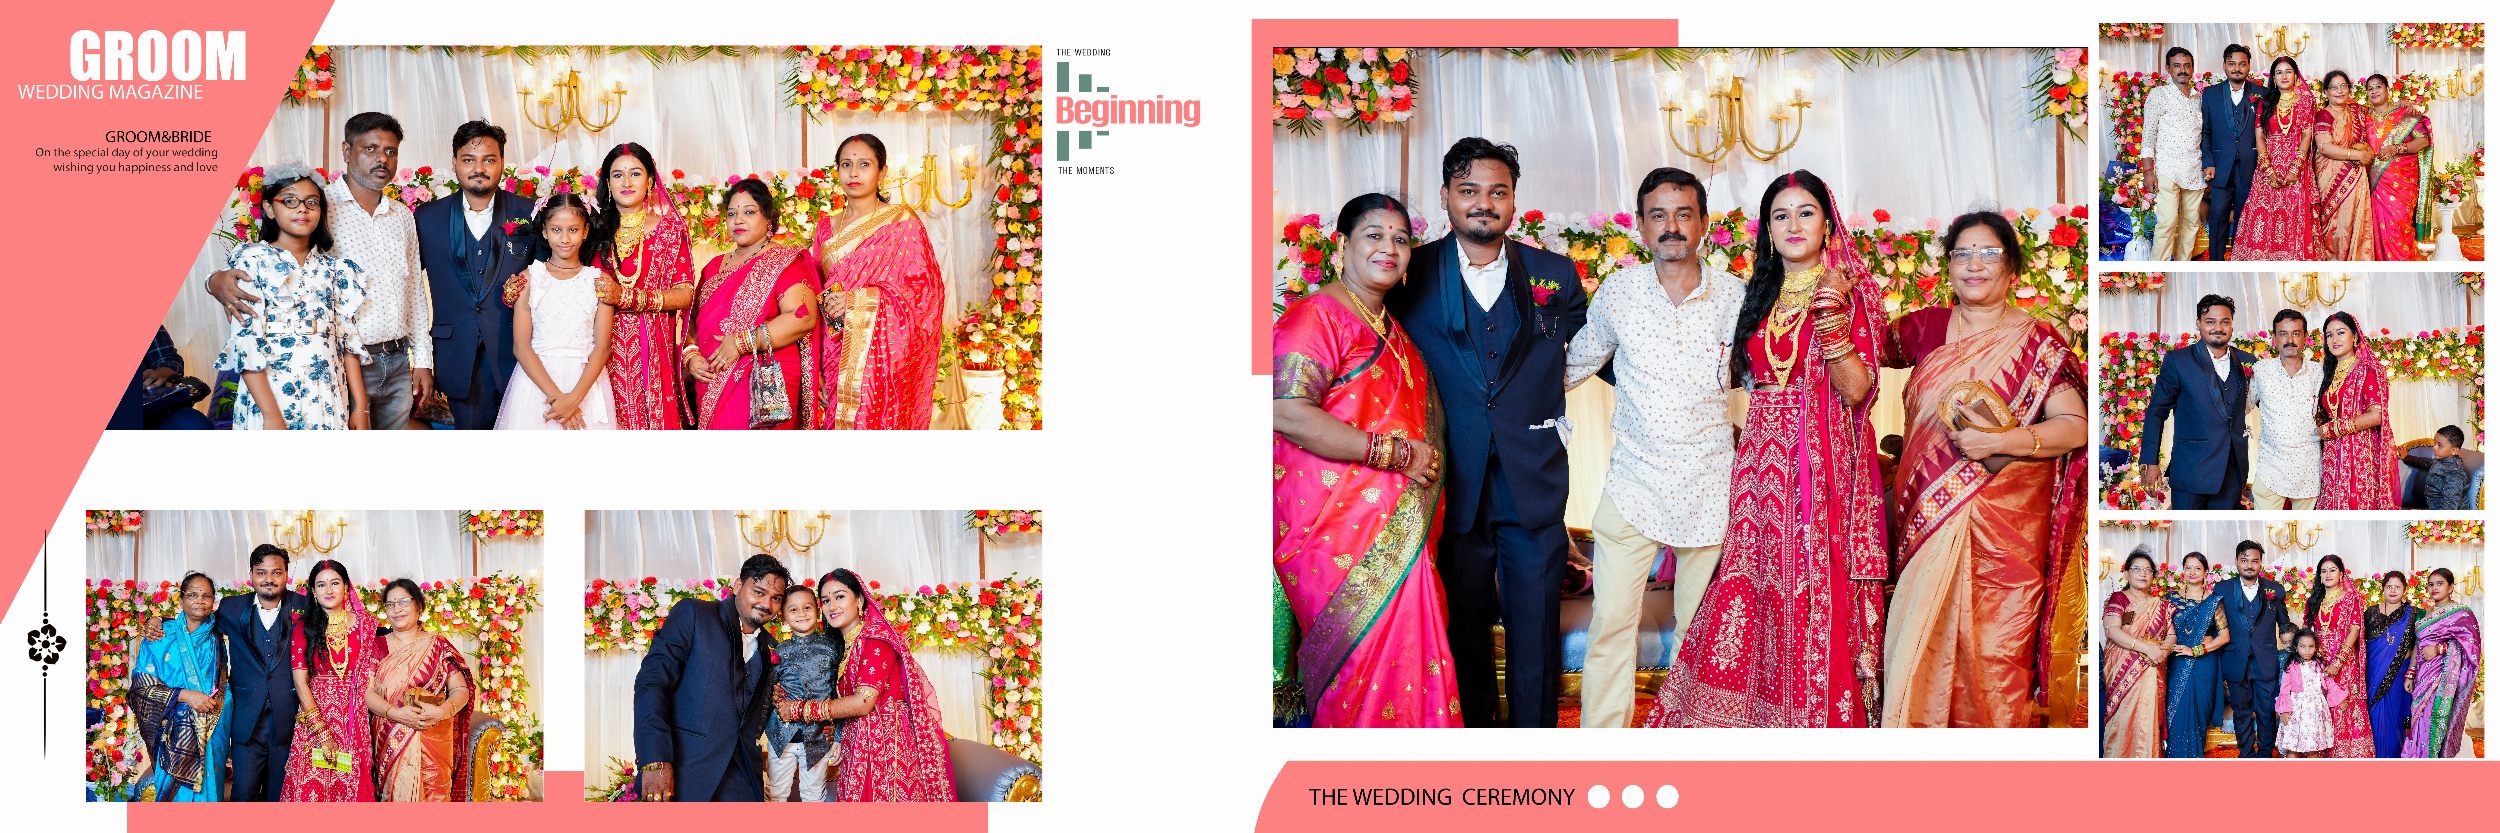 GROOM
WEDDING MAGAZINE
GROOM&BRIDE
On the special day of your wedding
wishing you happiness and love
THE WEDDING
Beginning
THE MOMENTS
THE WEDDING CEREMONY